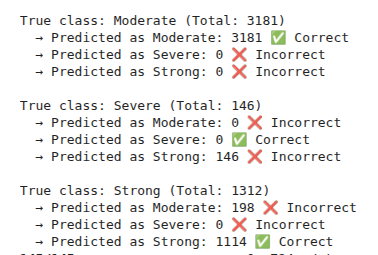 True class: Moderate (Total: 3181)
→ Predicted as Moderate: 3181 ✅ Correct
→ Predicted as Severe: 0 ❌ Incorrect
→ Predicted as Strong: 0 ❌ Incorrect
True class: Severe (Total: 146)
→ Predicted as Moderate: 0 ❌ Incorrect
→ Predicted as Severe: 0 ✅ Correct
→ Predicted as Strong: 146 ❌ Incorrect
True class: Strong (Total: 1312)
→ Predicted as Moderate: 198 ❌ Incorrect
→ Predicted as Severe: 0 ❌ Incorrect
→ Predicted as Strong: 1114 ✅ Correct